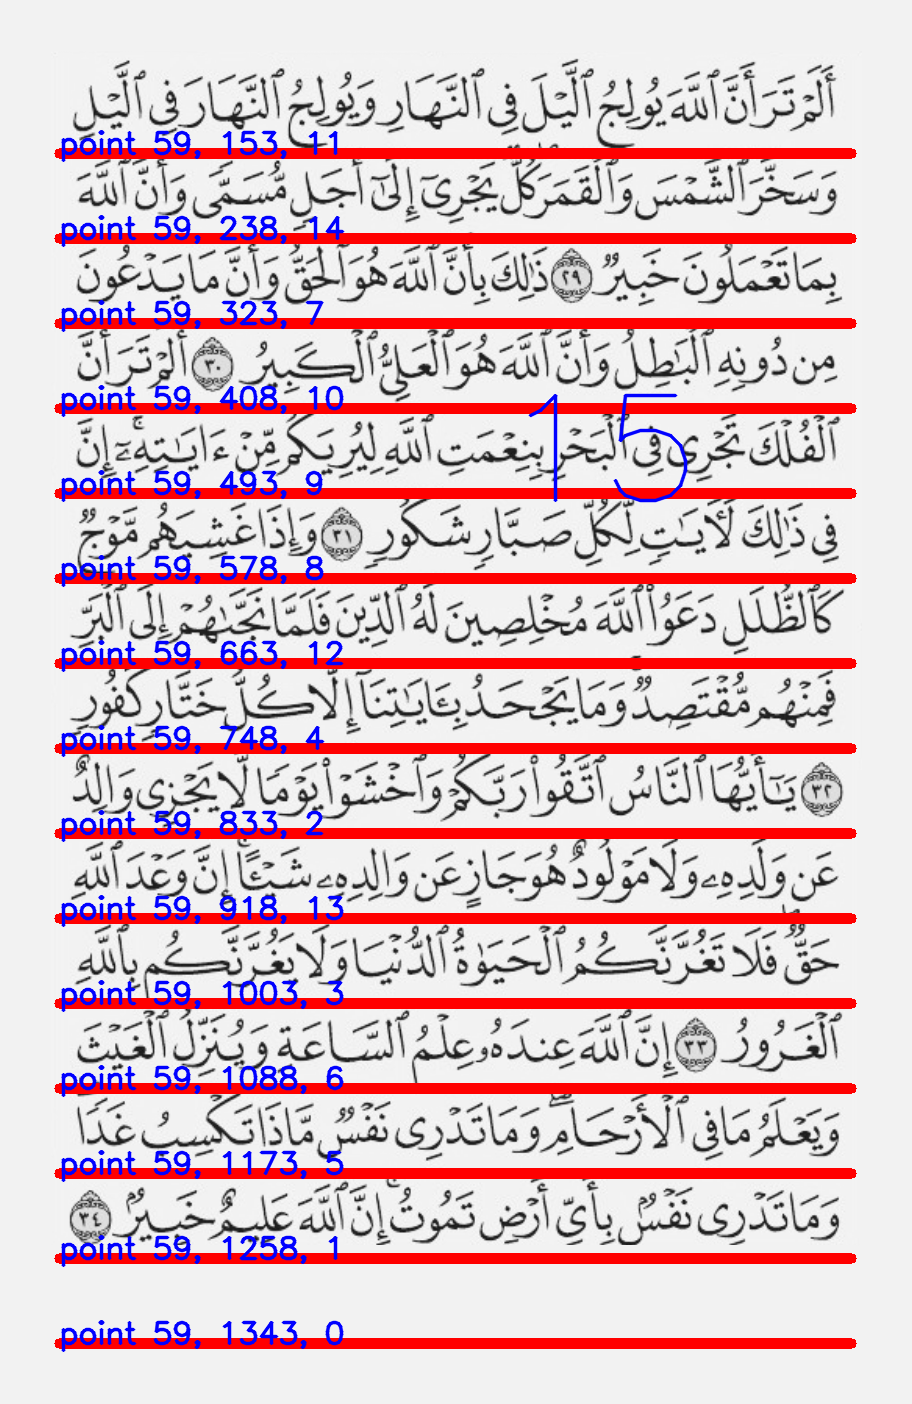 أَلَمْ تَرَ أَنَّ ٱللَّهَ يُولِجُ ٱلَّيْلَ فِي ٱلنَّهَارِ وَيُولِجُ ٱلنَّهَارَ فِي ٱلَّيْلِ
point 59, 153, 11
وَسَخَّرَ ٱلشَّمْسَ وَٱلْقَمَرَ كُلٌّ يَجْرِىٓ إِلَىٰٓ أَجَلٍ مُّسَمًّى وَأَنَّ ٱللَّهَ
point 59, 238, 14
بِمَا تَعْمَلُونَ خَبِيرٌ ٢٩ ذَٰلِكَ بِأَنَّ ٱللَّهَ هُوَ ٱلْحَقُّ وَأَنَّ مَا يَدْعُونَ
point 59, 323, 7
مِن دُونِهِ ٱلْبَٰطِلُ وَأَنَّ ٱللَّهَ هُوَ ٱلْعَلِىُّ ٱلْكَبِيرُ ٣٠ أَلَمْ تَرَ أَنَّ
point 59, 408, 10
15
ٱلْفُلْكَ تَجْرِى فِى ٱلْبَحْرِ بِنِعْمَتِ ٱللَّهِ لِيُرِيَكُم مِّنْ ءَايَٰتِهِۦٓ ۚ إِنَّ
point 59, 493, 9
فِى ذَٰلِكَ لَأٓيَٰتٍ لِّكُلِّ صَبَّارٍ شَكُورٍ ٣١ وَإِذَا غَشِيَهُم مَّوْجٌ
point 59, 578, 8
كَٱلظُّلَلِ دَعَوُا۟ ٱللَّهَ مُخْلِصِينَ لَهُ ٱلدِّينَ فَلَمَّا نَجَّىٰهُمْ إِلَى ٱلْبَرِّ
point 59, 663, 12
فَمِنْهُم مُّقْتَصِدٌ ۚ وَمَا يَجْحَدُ بِـَٔايَٰتِنَآ إِلَّا كُلُّ خَتَّارٍ كَفُورٍ
point 59, 748, 4
٣٢ يَٰٓأَيُّهَا ٱلنَّاسُ ٱتَّقُوا۟ رَبَّكُمْ وَٱخْشَوْا۟ يَوْمًا لَّا يَجْزِى وَالِدٌ
point 59, 833, 2
عَن وَلَدِهِۦ وَلَا مَوْلُودٌ هُوَ جَازٍ عَن وَالِدِهِۦ شَيْـًٔا ۚ إِنَّ وَعْدَ ٱللَّهِ
point 59, 918, 13
حَقٌّ ۖ فَلَا تَغُرَّنَّكُمُ ٱلْحَيَوٰةُ ٱلدُّنْيَا وَلَا يَغُرَّنَّكُم بِٱللَّهِ
point 59, 1003, 3
ٱلْغَرُورُ ٣٣ إِنَّ ٱللَّهَ عِندَهُۥ عِلْمُ ٱلسَّاعَةِ وَيُنَزِّلُ ٱلْغَيْثَ
point 59, 1088, 6
وَيَعْلَمُ مَا فِى ٱلْأَرْحَامِ ۖ وَمَا تَدْرِى نَفْسٌ مَّاذَا تَكْسِبُ غَدًا
point 59, 1173, 5
وَمَا تَدْرِى نَفْسٌۢ بِأَىِّ أَرْضٍ تَمُوتُ ۚ إِنَّ ٱللَّهَ عَلِيمٌ خَبِيرٌۢ ٣٤
point 59, 1258, 1
point 59, 1343, 0